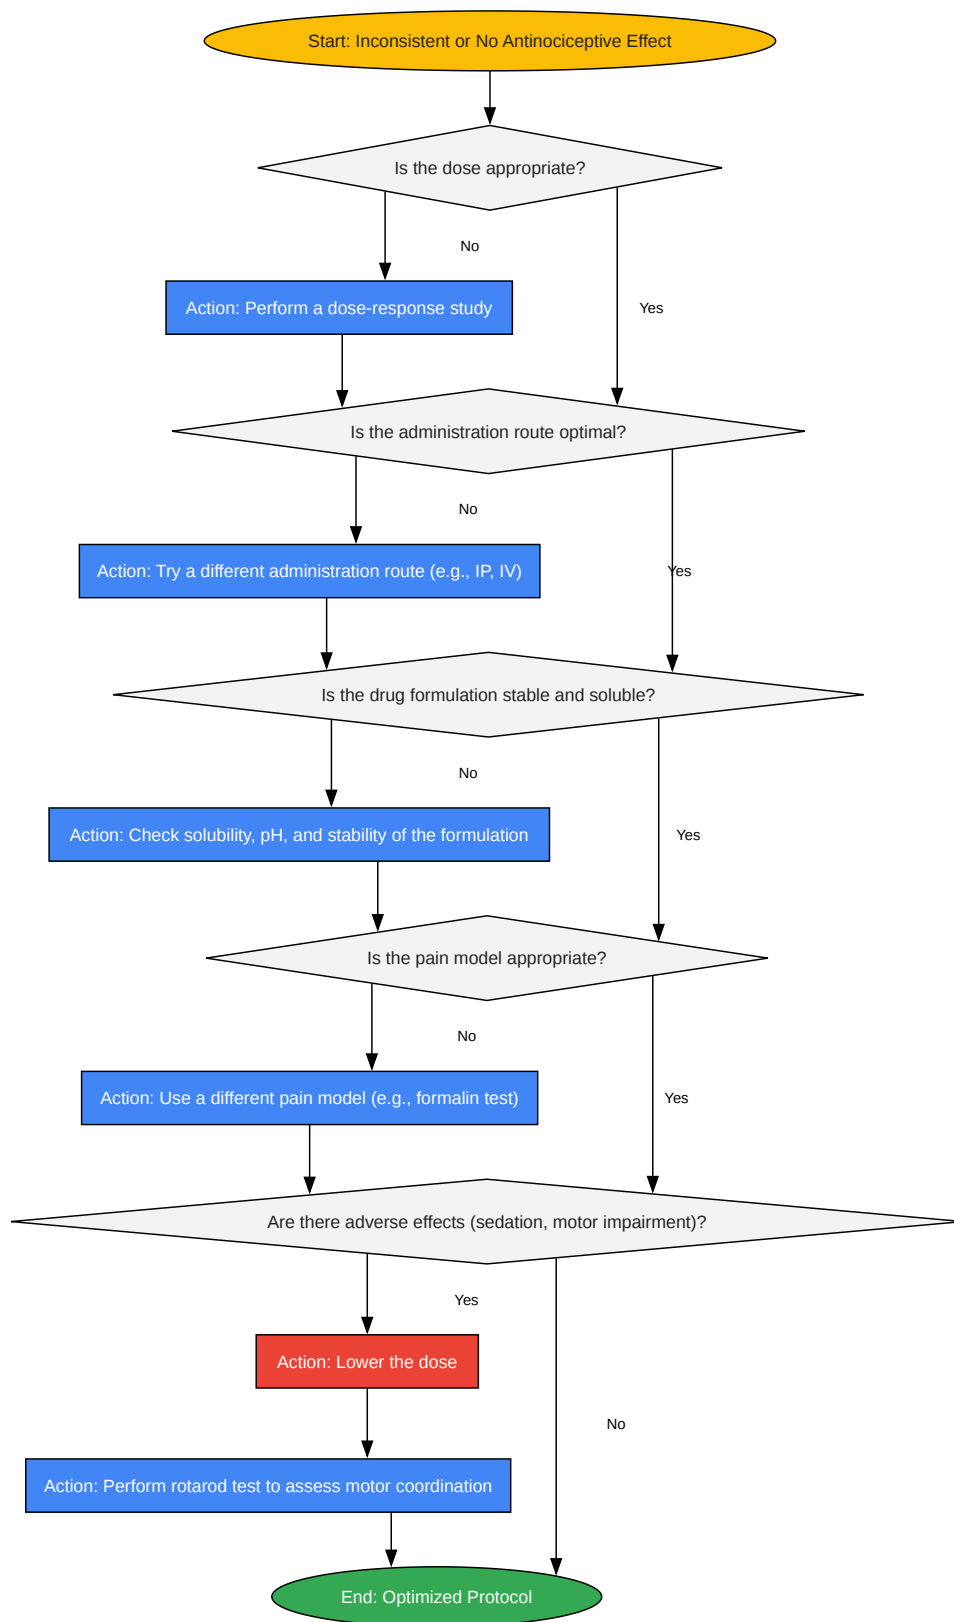 Start: Inconsistent or No Antinociceptive Effect
Is the dose appropriate?
No
Action: Perform a dose-response study
Yes
Is the administration route optimal?
No
Action: Try a different administration route (e.g., IP, IV)
Yes
Is the drug formulation stable and soluble?
No
Action: Check solubility, pH, and stability of the formulation
Yes
Is the pain model appropriate?
No
Action: Use a different pain model (e.g., formalin test)
Yes
Are there adverse effects (sedation, motor impairment)?
Yes
Action: Lower the dose
No
Action: Perform rotarod test to assess motor coordination
End: Optimized Protocol